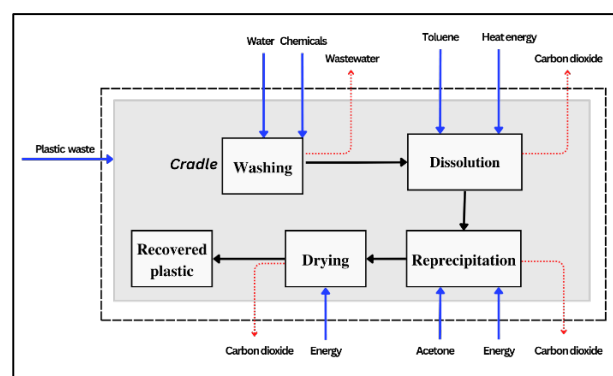 Water Chemicals Toluene Heat energy
Wastewater Carbon dioxide
Plastic waste
Cradle Washing Dissolution
Recovered
plastic
Drying Reprecipitation
Carbon dioxide Energy Acetone Energy Carbon dioxide